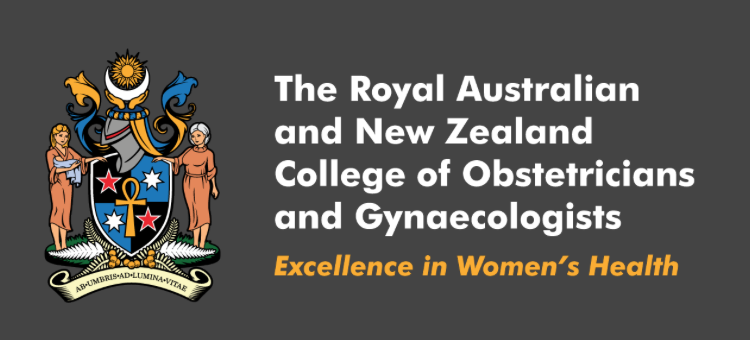 The Royal Australian
and New Zealand
College of Obstetricians
and Gynaecologists
Excellence in Women's Health
AB•UMBRIS•AD•LUMINA•VITAE